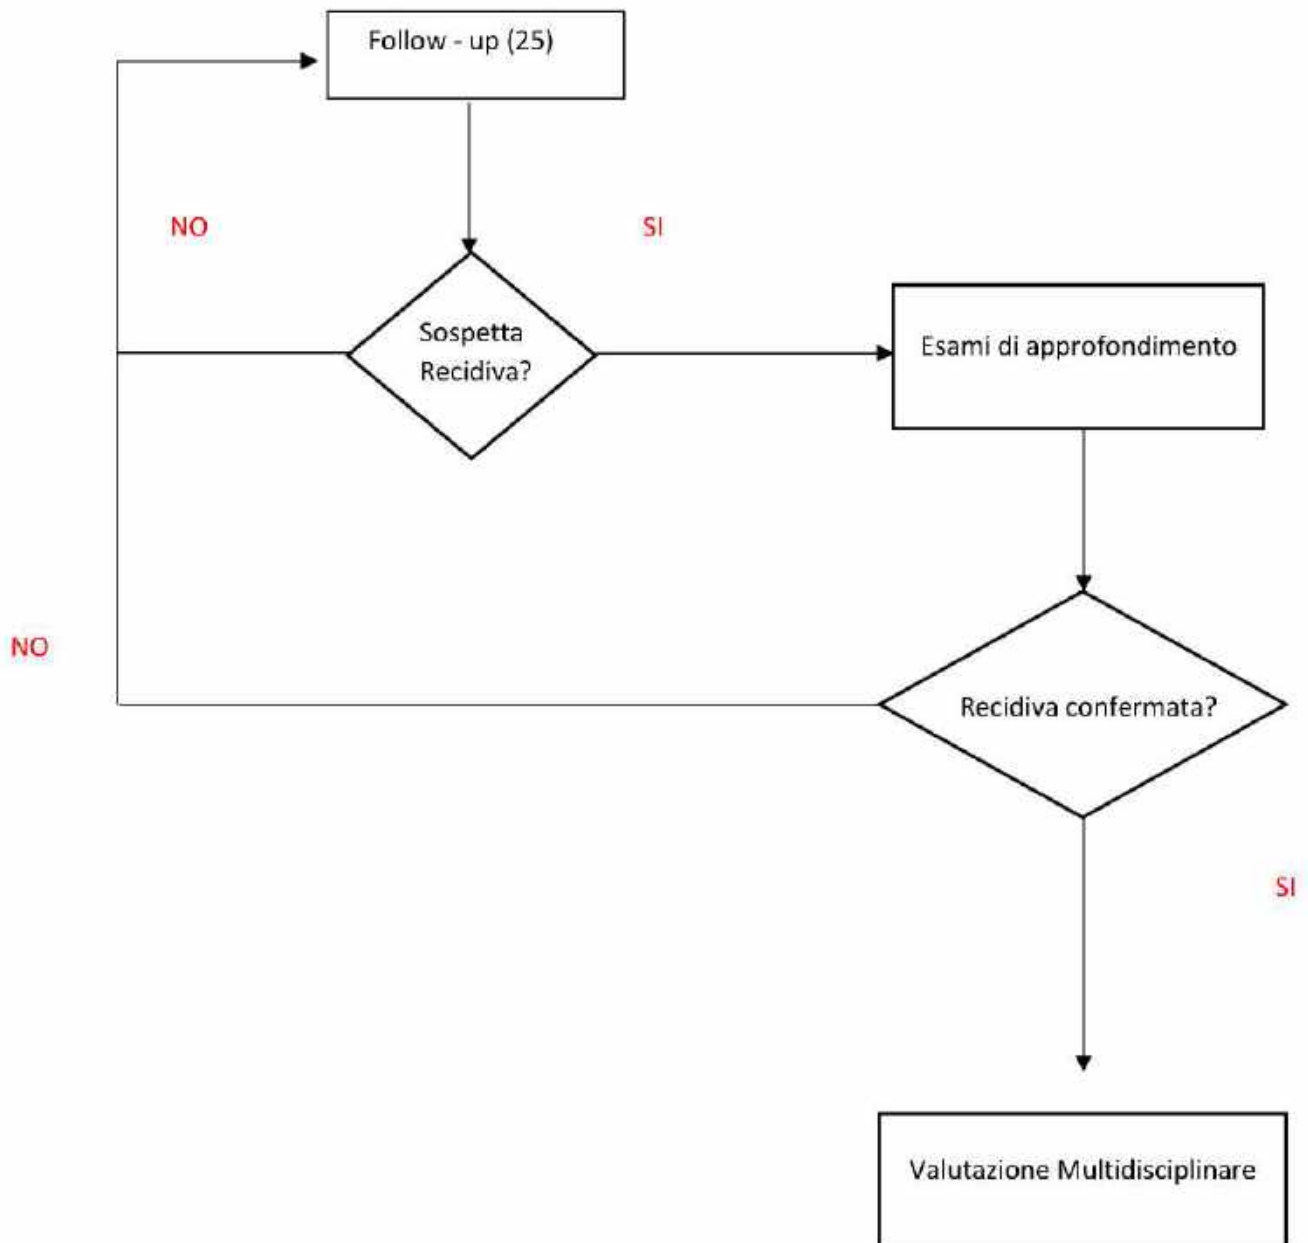 Follow - up (25)
NO
SI
Sospetta
Recidiva?
Esami di approfondimento
NO
Recidiva confermata?
SI
Valutazione Multidisciplinare